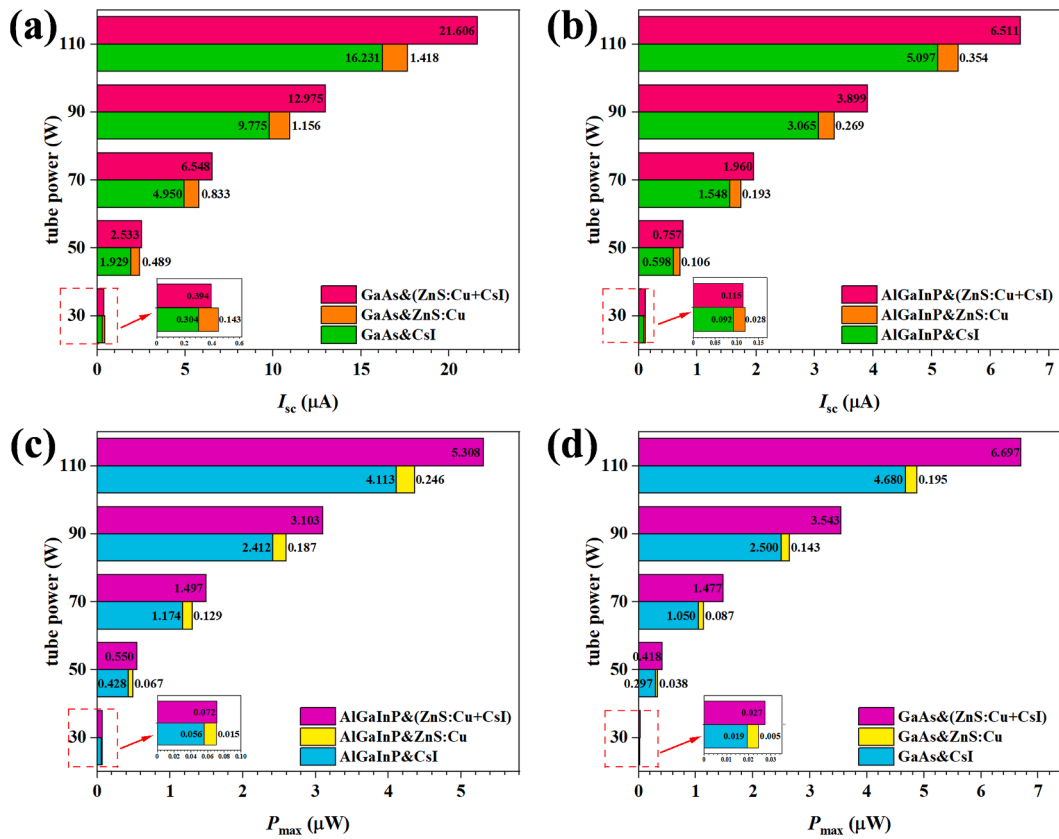 (a)
tube power (W)
110
21.606
16.231
1.418
90
12.975
9.775
1.156
70
6.548
4.950
0.833
50
2.533
1.929
0.489
30
0.394
0.304
0.143
0.0 0.2 0.4 0.6
GaAs&(ZnS:Cu+CsI)
GaAs&ZnS:Cu
GaAs&CsI
0 5 10 15 20
Isc (μA)
(b)
tube power (W)
110
6.511
5.097
0.354
90
3.899
3.065
0.269
70
1.960
1.548
0.193
50
0.757
0.598
0.106
30
0.115
0.092
0.028
0 0.05 0.10 0.15
AlGaInP&(ZnS:Cu+CsI)
AlGaInP&ZnS:Cu
AlGaInP&CsI
0 1 2 3 4 5 6 7
Isc (μA)
(c)
tube power (W)
110
5.308
4.113
0.246
90
3.103
2.412
0.187
70
1.497
1.174
0.129
50
0.550
0.428
0.067
30
0.072
0.056
0.015
0.00 0.02 0.04 0.06 0.08 0.10
AlGaInP&(ZnS:Cu+CsI)
AlGaInP&ZnS:Cu
AlGaInP&CsI
0 1 2 3 4 5
Pmax (μW)
(d)
tube power (W)
110
6.697
4.680
0.195
90
3.543
2.500
0.143
70
1.477
1.050
0.087
50
0.418
0.297
0.038
30
0.027
0.019
0.005
0.00 0.01 0.02 0.03
GaAs&(ZnS:Cu+CsI)
GaAs&ZnS:Cu
GaAs&CsI
0 1 2 3 4 5 6 7
Pmax (μW)